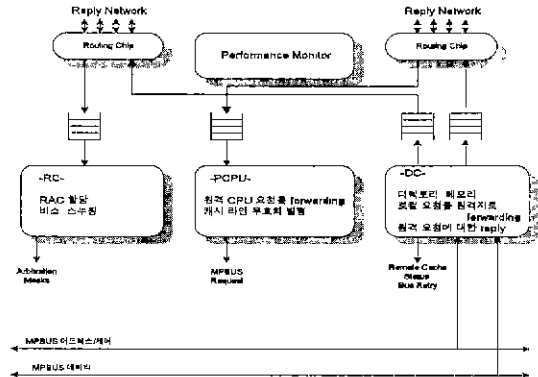 Reply Network
Reply Network
Routing Chip
Performance Monitor
Routing Chip
-RC-
RAC 할당
버스 스누핑
-PCPU-
원격 CPU 요청을 forwarding
캐시 라인 무효화 발행
-DC-
디렉토리 메모리
로컬 요청을 원격지로
forwarding
원격 요청에 대한 reply
Arbitration
Masks
MPBUS
Request
Remote Cache
Status
Bus Retry
MPBUS 어드레스/제어
MPBUS 데이터